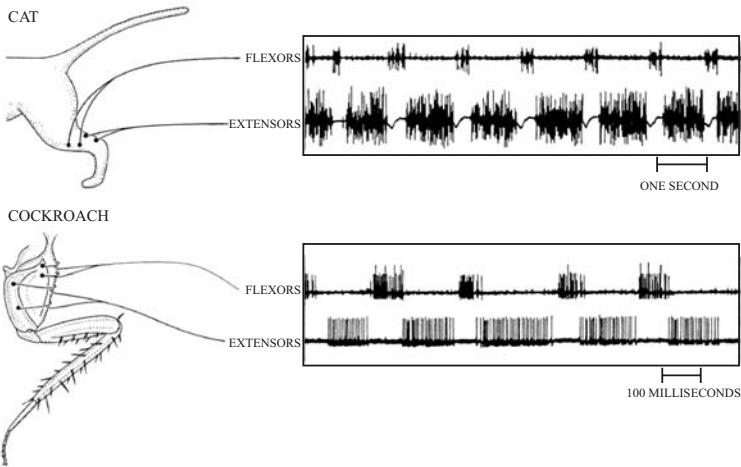 CAT
FLEXORS
EXTENSORS
ONE SECOND
COCKROACH
FLEXORS
EXTENSORS
100 MILLISECONDS